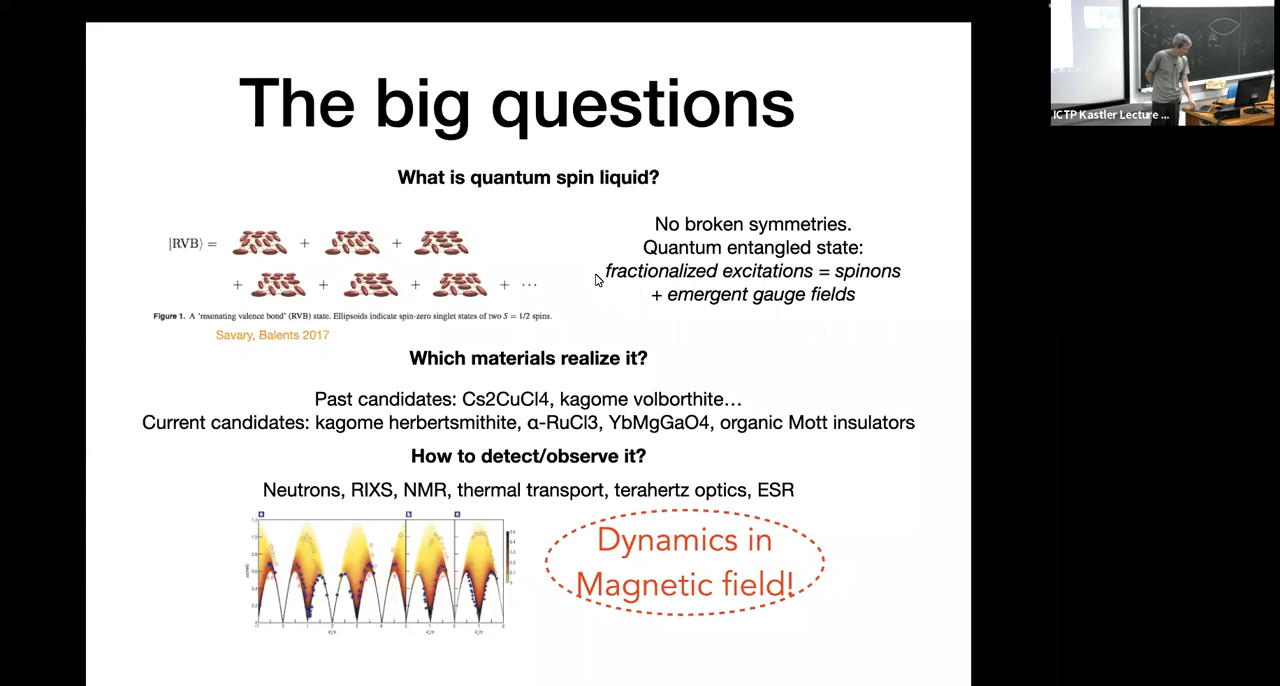 The big questions
What is quantum spin liquid?
|RVB⟩ =
+
+
+
+
+
+ ···
Figure 1. A 'resonating valence bond' (RVB) state. Ellipsoids indicate spin-zero singlet states of two S = 1/2 spins.
Savary, Balents 2017
No broken symmetries.
Quantum entangled state:
fractionalized excitations = spinons
+ emergent gauge fields
Which materials realize it?
Past candidates: Cs2CuCl4, kagome volborthite…
Current candidates: kagome herbertsmithite, α-RuCl3, YbMgGaO4, organic Mott insulators
How to detect/observe it?
Neutrons, RIXS, NMR, thermal transport, terahertz optics, ESR
a b c
Dynamics in
Magnetic field!
ICTP Kastler Lecture ...